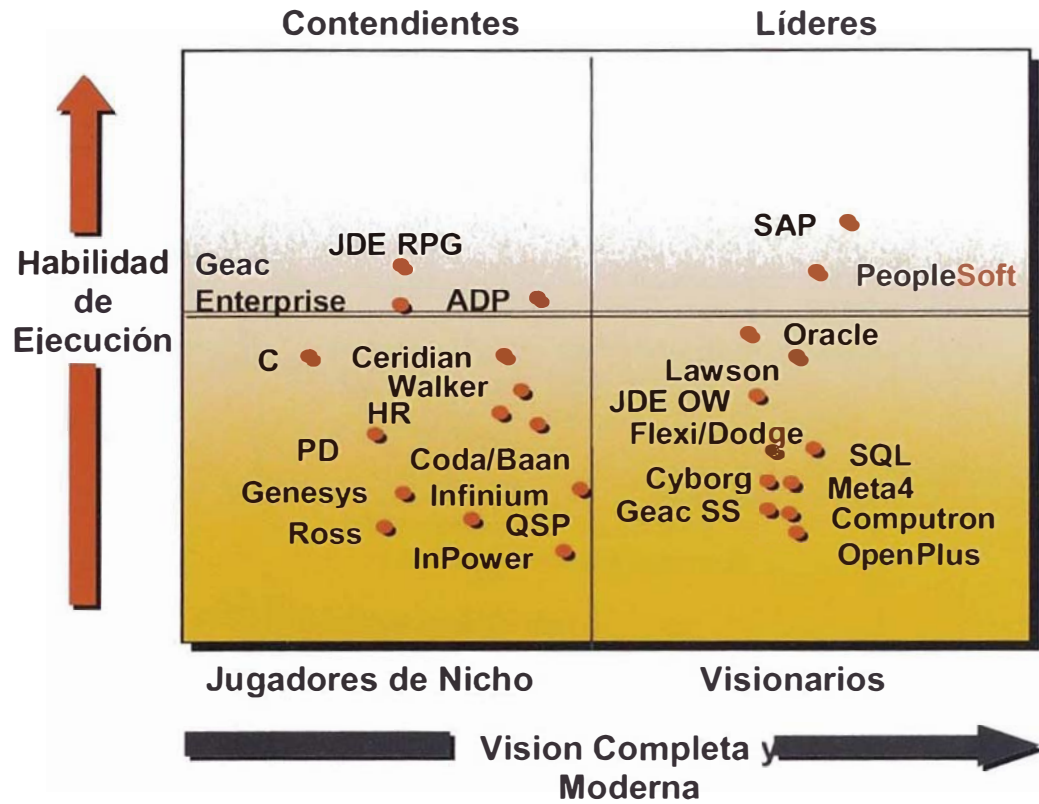 Contendientes
Líderes
SAP
JDE RPG
Habilidad
de
Ejecución
Geac
Enterprise
ADP
PeopleSoft
Oracle
C
Ceridian
Lawson
Walker
JDE OW
HR
Flexi/Dodge
PD
Coda/Baan
SQL
Cyborg
Meta4
Genesys
Infinium
Geac SS
Computron
Ross
QSP
InPower
OpenPlus
Jugadores de Nicho
Visionarios
Vision Completa y
Moderna